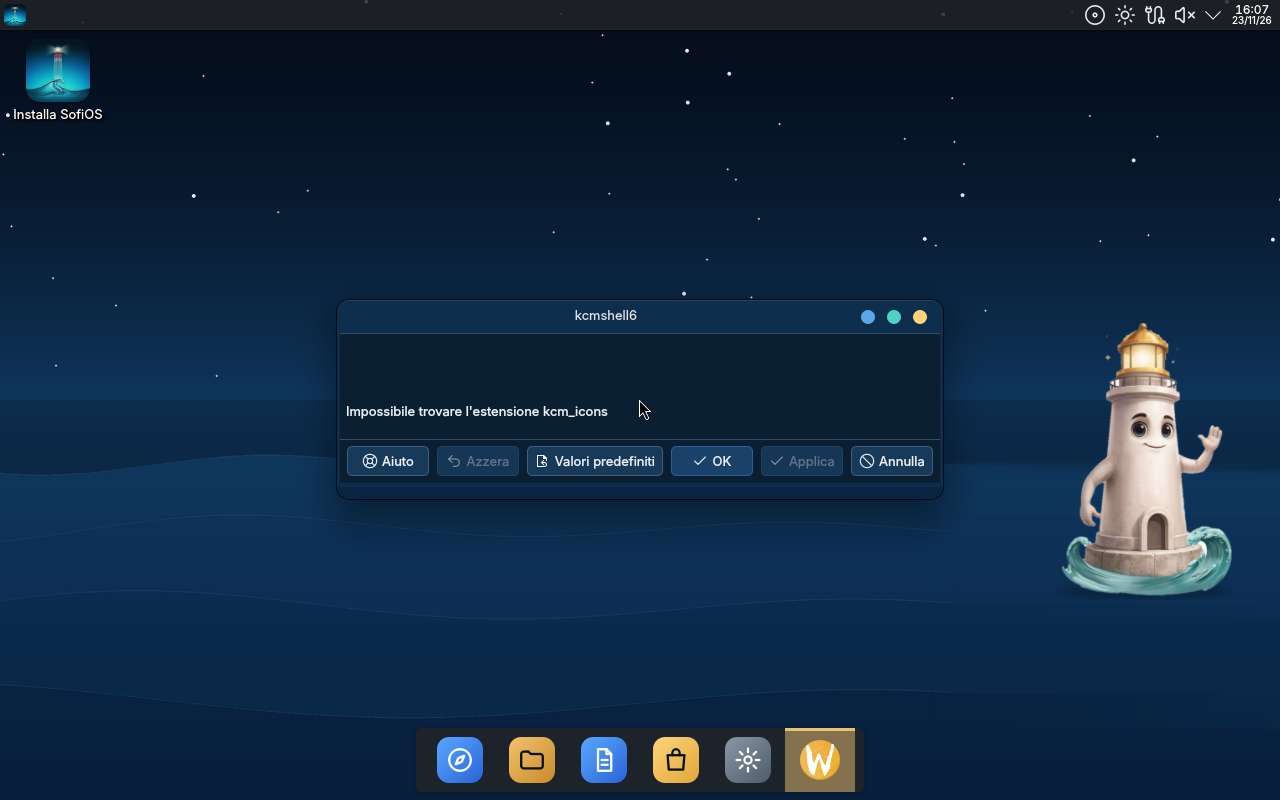 16:07
23/11/26
Installa SofiOS
kcmshell6
Impossibile trovare l'estensione kcm_icons
Aiuto
Azzera
Valori predefiniti
OK
Applica
Annulla
W